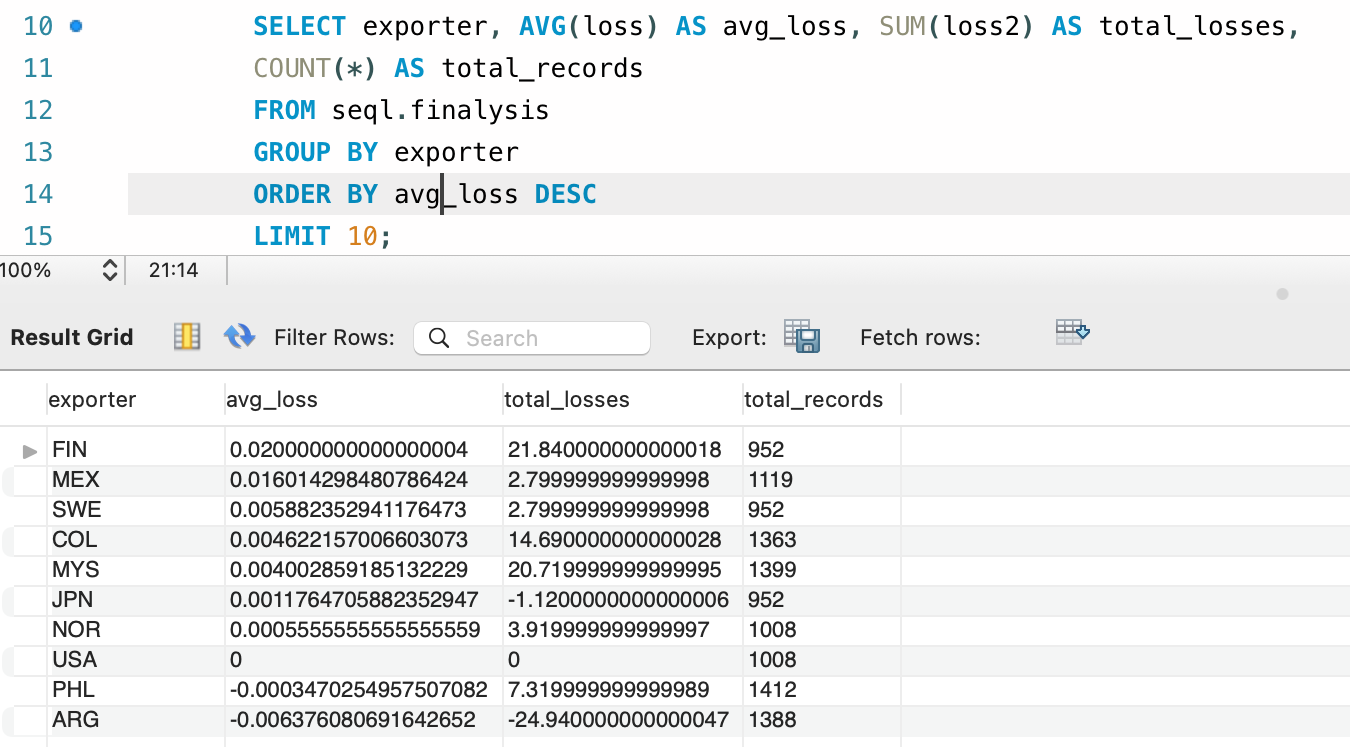 10 SELECT exporter, AVG(loss) AS avg_loss, SUM(loss2) AS total_losses,
11 COUNT(*) AS total_records
12 FROM seql.finalysis
13 GROUP BY exporter
14 ORDER BY avg_loss DESC
15 LIMIT 10;
100% 21:14
Result Grid Filter Rows: Search Export: Fetch rows:
exporter avg_loss total_losses total_records
FIN 0.020000000000000004 21.840000000000018 952
MEX 0.016014298480786424 2.799999999999998 1119
SWE 0.005882352941176473 2.799999999999998 952
COL 0.004622157006603073 14.690000000000028 1363
MYS 0.004002859185132229 20.719999999999995 1399
JPN 0.0011764705882352947 -1.1200000000000006 952
NOR 0.0005555555555555559 3.919999999999997 1008
USA 0 0 1008
PHL -0.0003470254957507082 7.319999999999989 1412
ARG -0.006376080691642652 -24.940000000000047 1388